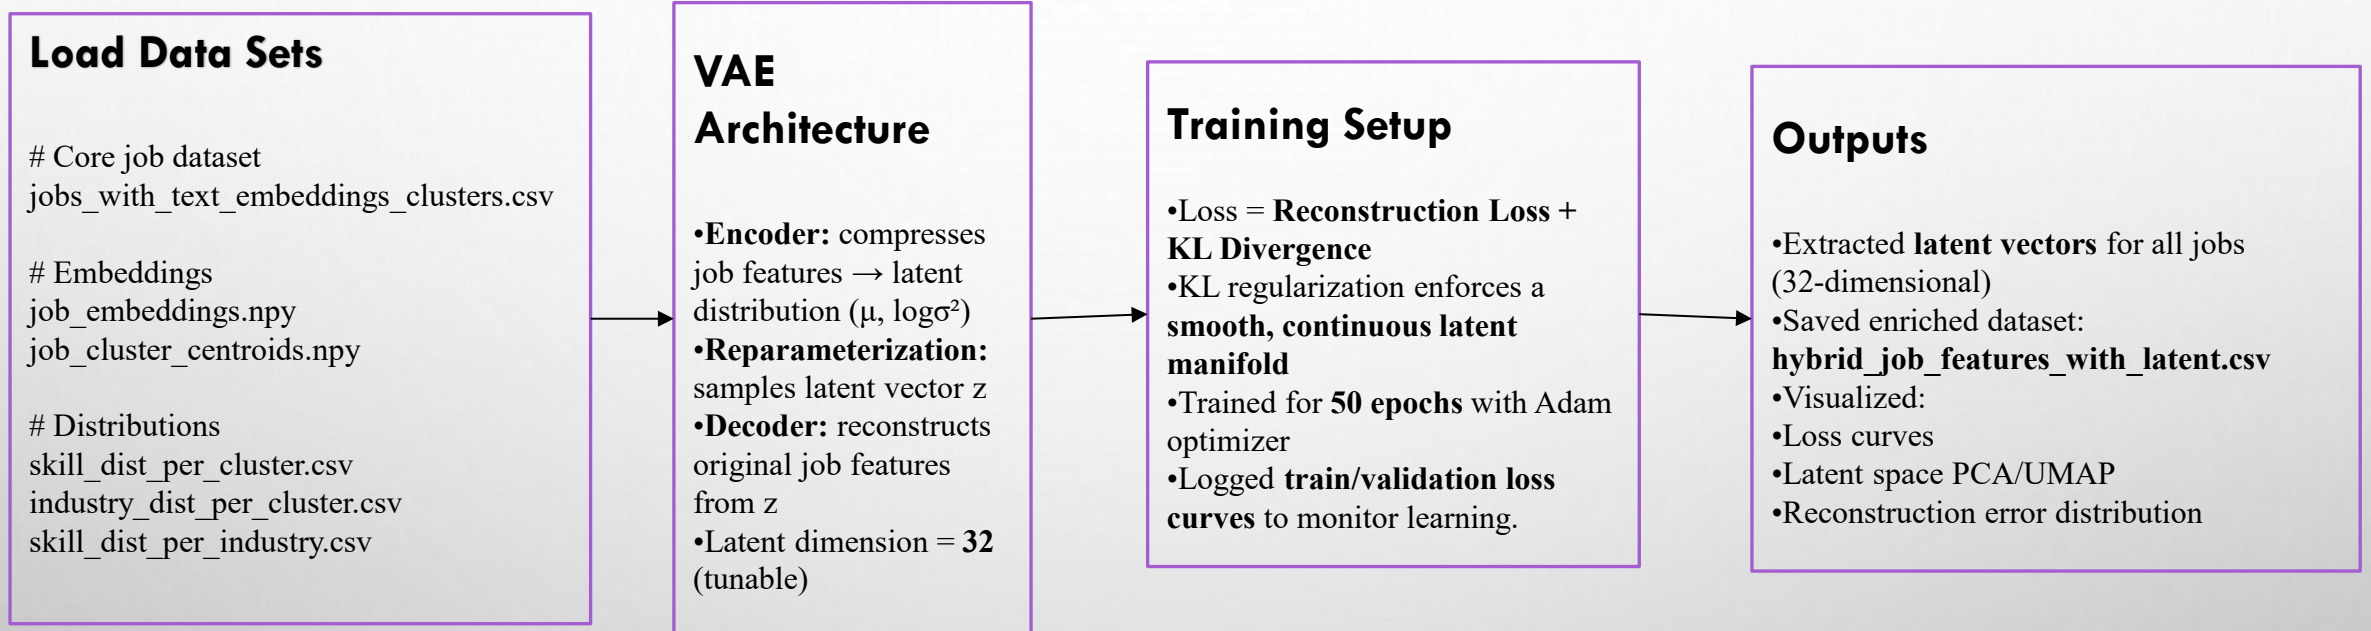 Load Data Sets
# Core job dataset
jobs_with_text_embeddings_clusters.csv
# Embeddings
job_embeddings.npy
job_cluster_centroids.npy
# Distributions
skill_dist_per_cluster.csv
industry_dist_per_cluster.csv
skill_dist_per_industry.csv
VAE
Architecture
•Encoder: compresses
job features → latent
distribution (μ, logσ²)
•Reparameterization:
samples latent vector z
•Decoder: reconstructs
original job features
from z
•Latent dimension = 32
(tunable)
Training Setup
•Loss = Reconstruction Loss +
KL Divergence
•KL regularization enforces a
smooth, continuous latent
manifold
•Trained for 50 epochs with Adam
optimizer
•Logged train/validation loss
curves to monitor learning.
Outputs
•Extracted latent vectors for all jobs
(32-dimensional)
•Saved enriched dataset:
hybrid_job_features_with_latent.csv
•Visualized:
•Loss curves
•Latent space PCA/UMAP
•Reconstruction error distribution